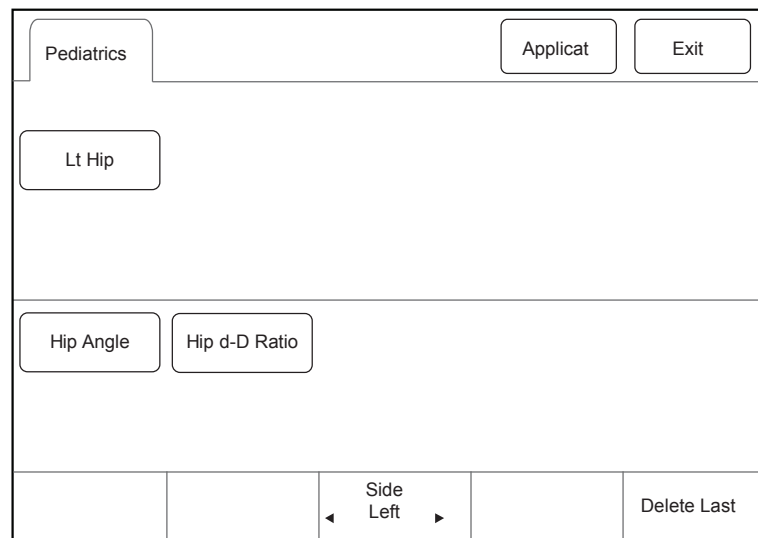 Pediatrics
Applicat
Exit
Lt Hip
Hip Angle
Hip d-D Ratio
Side
Left
Delete Last